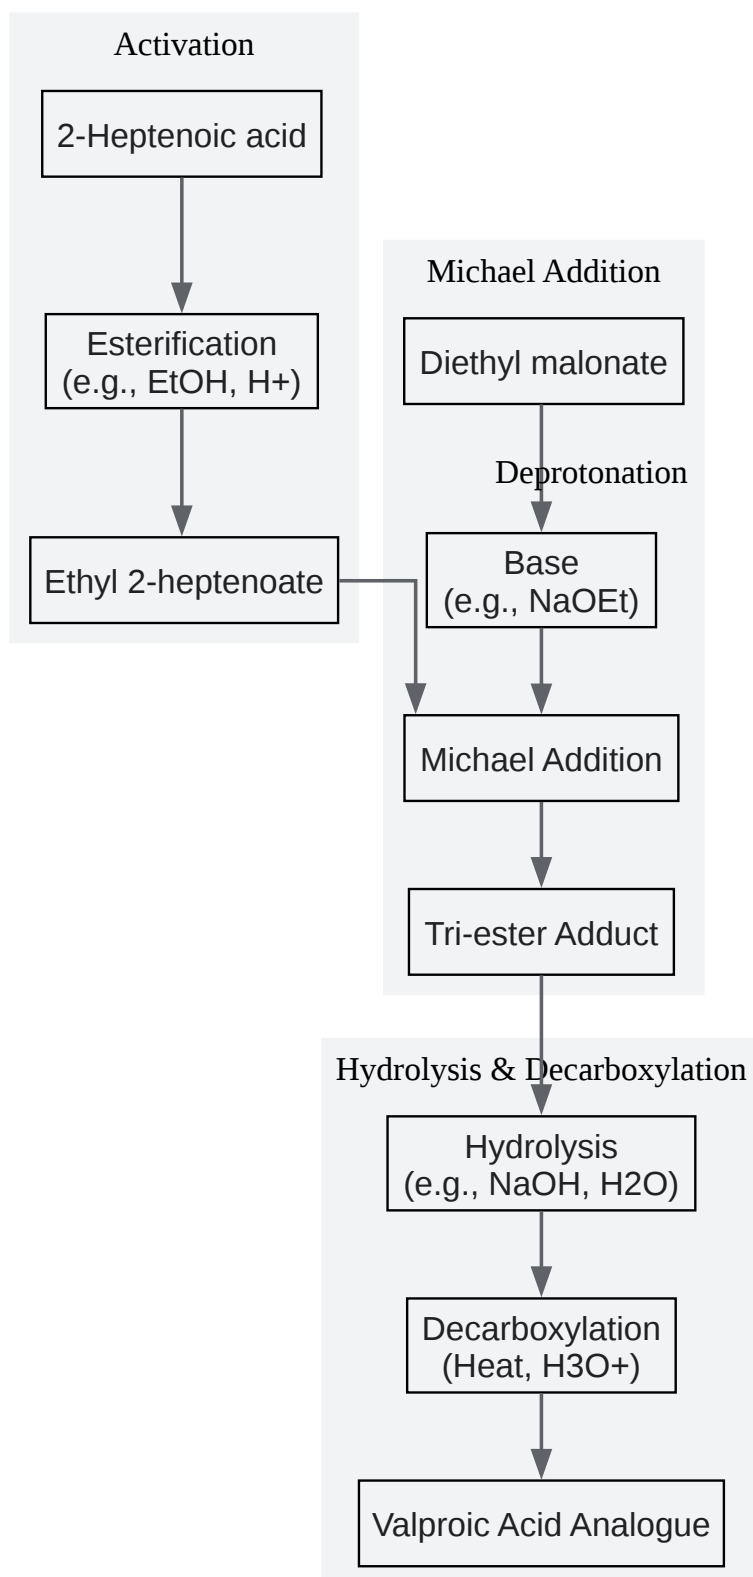 Activation
2-Heptenoic acid
Esterification
(e.g., EtOH, H+)
Ethyl 2-heptenoate
Michael Addition
Diethyl malonate
Deprotonation
Base
(e.g., NaOEt)
Michael Addition
Tri-ester Adduct
Hydrolysis & Decarboxylation
Hydrolysis
(e.g., NaOH, H2O)
Decarboxylation
(Heat, H3O+)
Valproic Acid Analogue